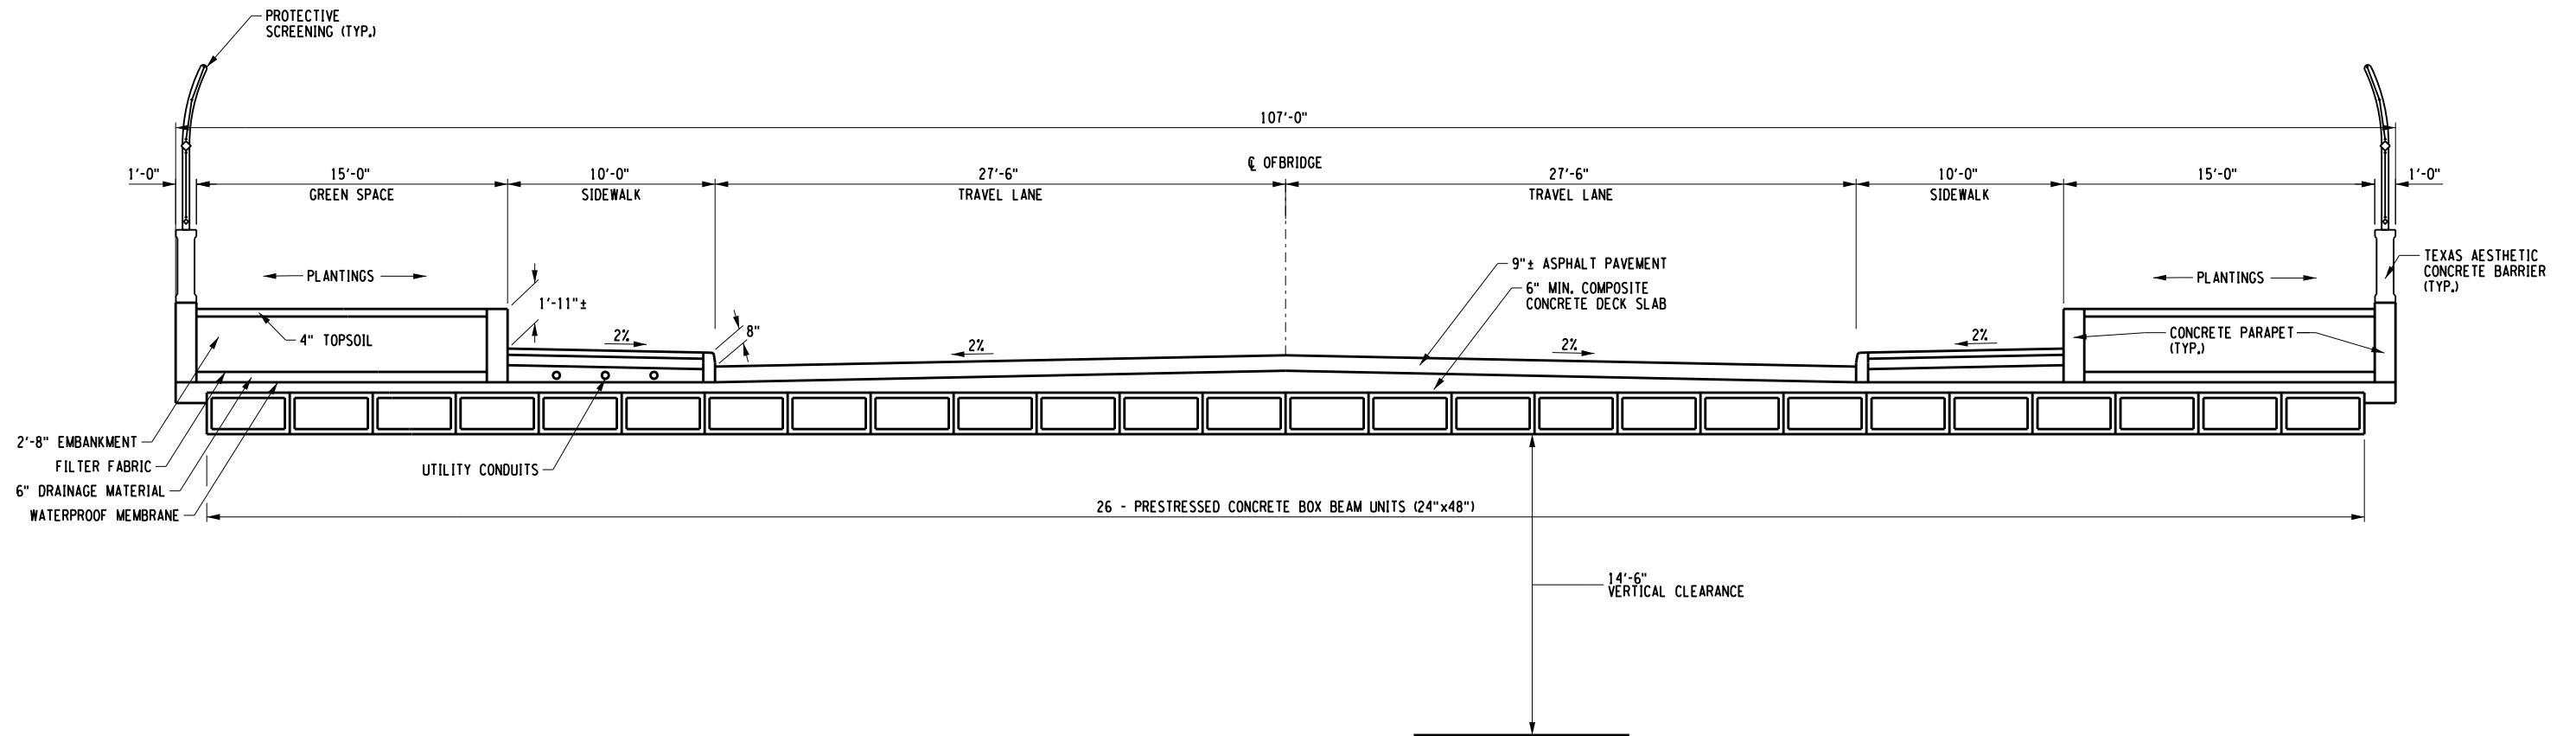 PROTECTIVE
SCREENING (TYP.)
107'-0"
℄ OFBRIDGE
1'-0"
15'-0"
10'-0"
27'-6"
27'-6"
10'-0"
15'-0"
1'-0"
GREEN SPACE
SIDEWALK
TRAVEL LANE
TRAVEL LANE
SIDEWALK
PLANTINGS
1'-11"±
4" TOPSOIL
2%
8"
2%
9"± ASPHALT PAVEMENT
6" MIN. COMPOSITE
CONCRETE DECK SLAB
2%
2%
PLANTINGS
TEXAS AESTHETIC
CONCRETE BARRIER
(TYP.)
CONCRETE PARAPET
(TYP.)
2'-8" EMBANKMENT
FILTER FABRIC
6" DRAINAGE MATERIAL
WATERPROOF MEMBRANE
UTILITY CONDUITS
26 - PRESTRESSED CONCRETE BOX BEAM UNITS (24"x48")
14'-6"
VERTICAL CLEARANCE